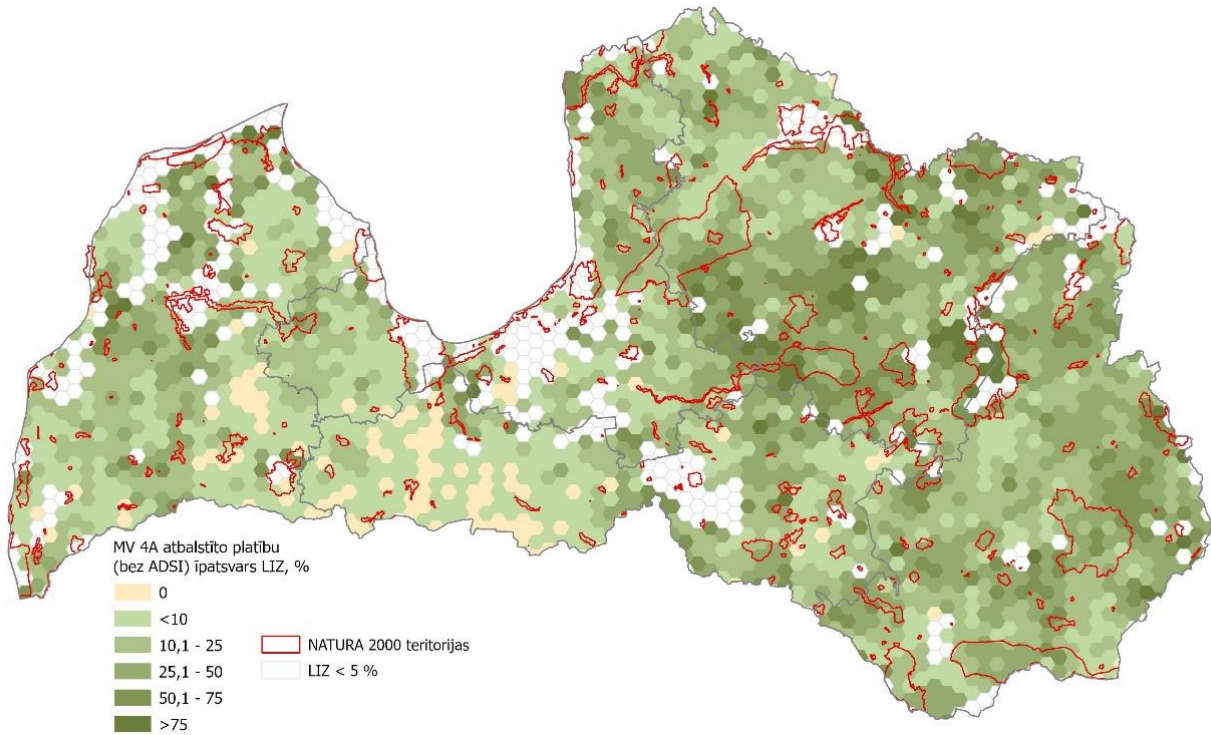 MV 4A atbalstīto platību
(bez ADSI) īpatsvars LIZ, %
0
<10
10,1 - 25
25,1 - 50
50,1 - 75
>75
NATURA 2000 teritorijas
LIZ < 5 %